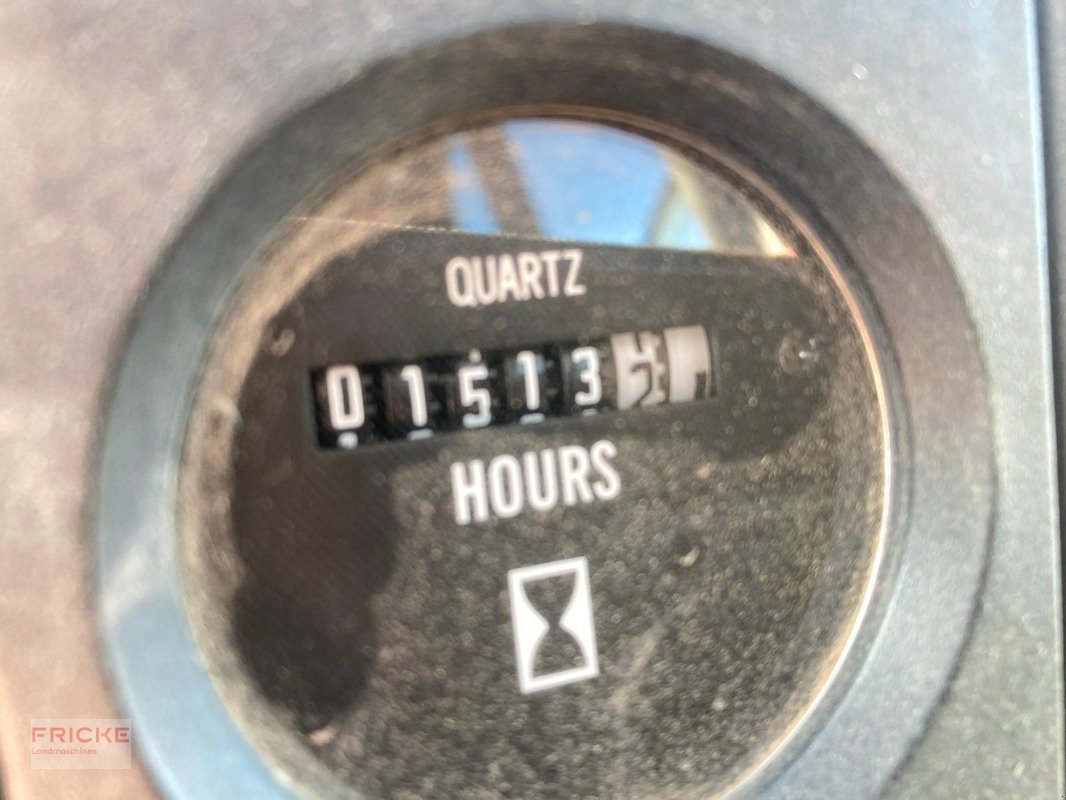 QUARTZ
01513
HOURS
FRICKE
Landmaschinen